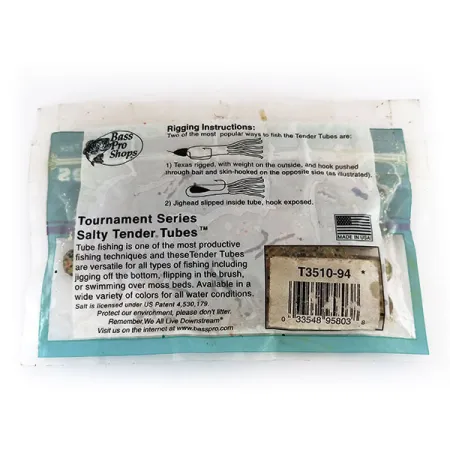 Bass
Pro
Shops
Rigging Instructions:
Two of the most popular ways to fish the Tender Tubes are:
1) Texas rigged, with weight on the outside, and hook pushed
through bait and skin-hooked on the opposite side (as illustrated).
2) Jighead slipped inside tube, hook exposed.
Tournament Series
Salty Tender Tubes™
Tube fishing is one of the most productive
fishing techniques and theseTender Tubes
are versatile for all types of fishing including
jigging off the bottom, flipping in the brush,
or swimming over moss beds. Available in a
wide variety of colors for all water conditions.
Salt is licensed under US Patent 4,530,179.
Protect our environment, please don't litter.
Remember, We All Live Downstream®
Visit us on the internet at www.basspro.com
MADE IN USA
T3510-94
0 33548 95803 8